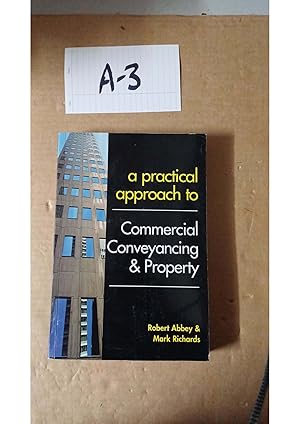 A-3
a practical
approach to
Commercial
Conveyancing
& Property
Robert Abbey &
Mark Richards